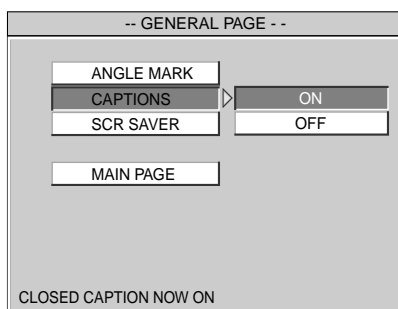 -- GENERAL PAGE - -
ANGLE MARK
CAPTIONS ON
SCR SAVER OFF
MAIN PAGE
CLOSED CAPTION NOW ON